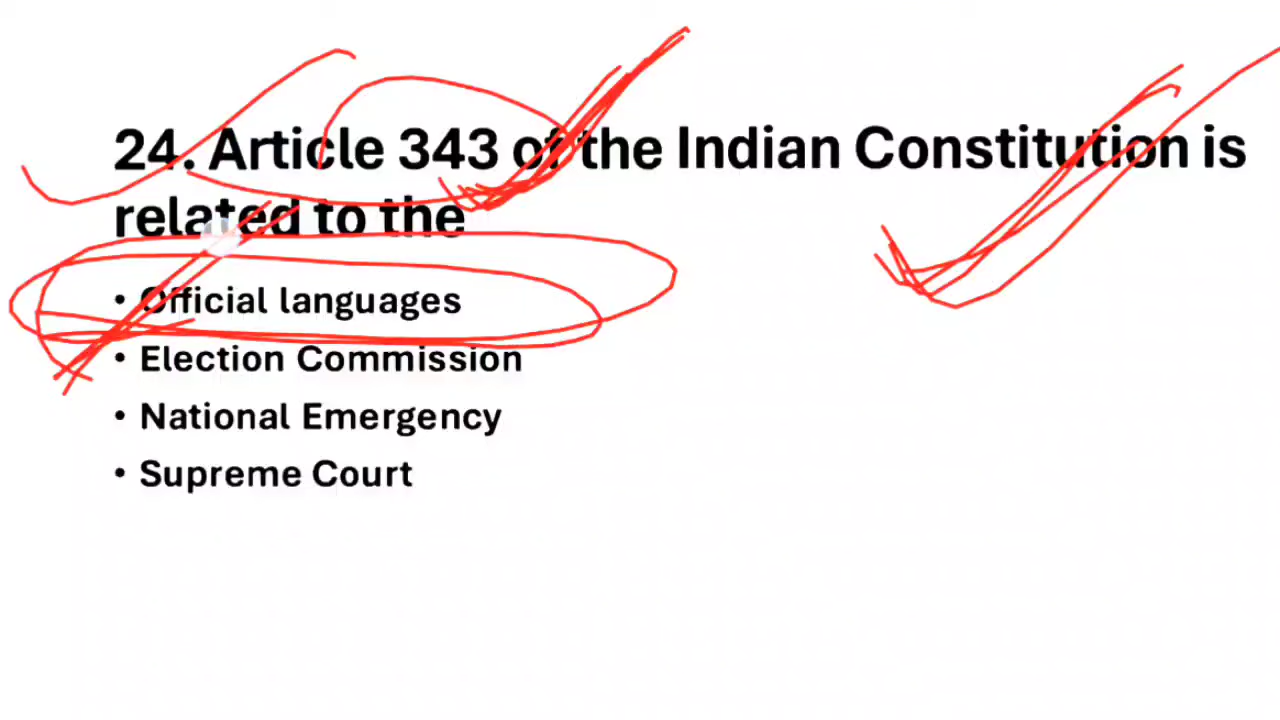 24. Article 343 of the Indian Constitution is
related to the
• Official languages
• Election Commission
• National Emergency
• Supreme Court